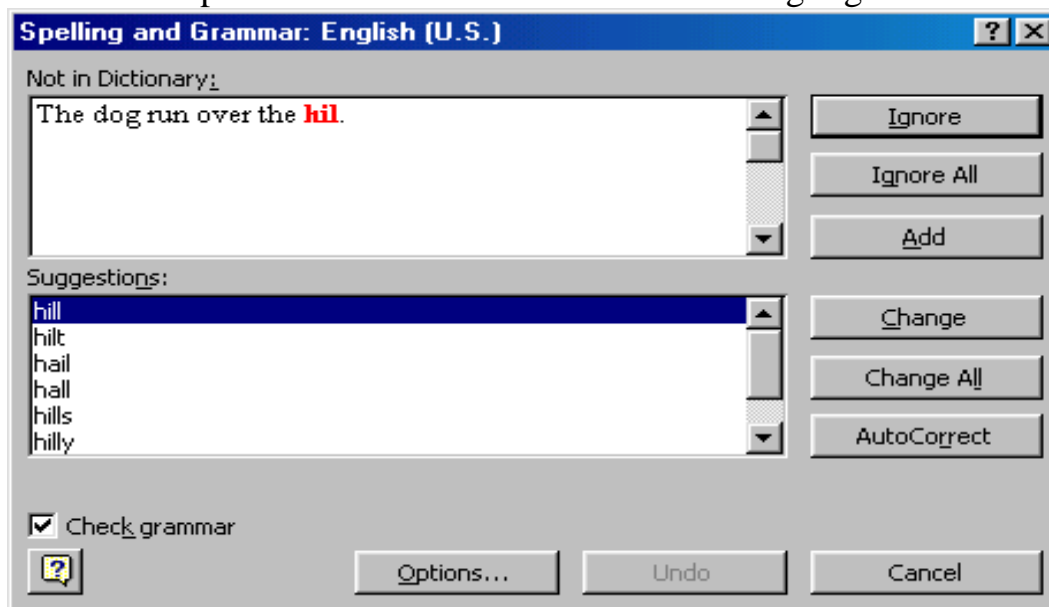 Spelling and Grammar: English (U.S.)
Not in Dictionary:
The dog run over the hil.
Ignore
Ignore All
Add
Suggestions:
hill
hilt
hail
hall
hills
hilly
Change
Change All
AutoCorrect
Check grammar
Options...
Undo
Cancel